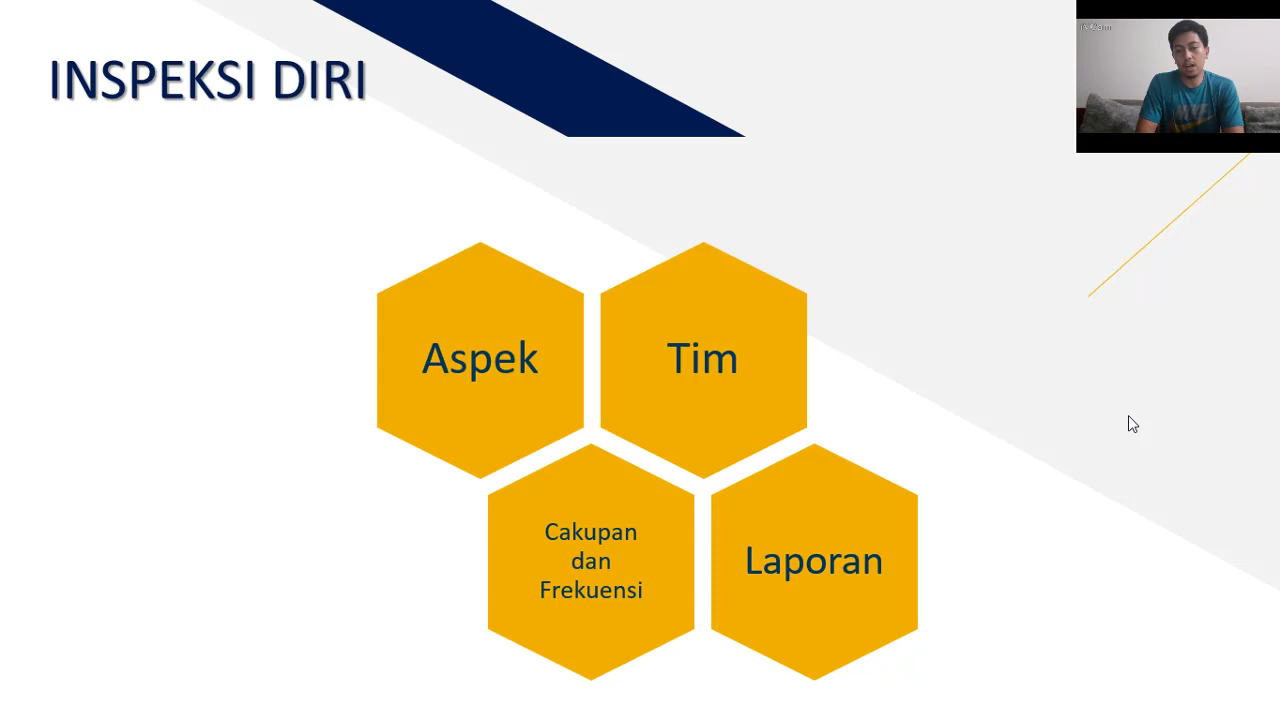 INSPEKSI DIRI
Aspek
Tim
Cakupan
dan
Frekuensi
Laporan